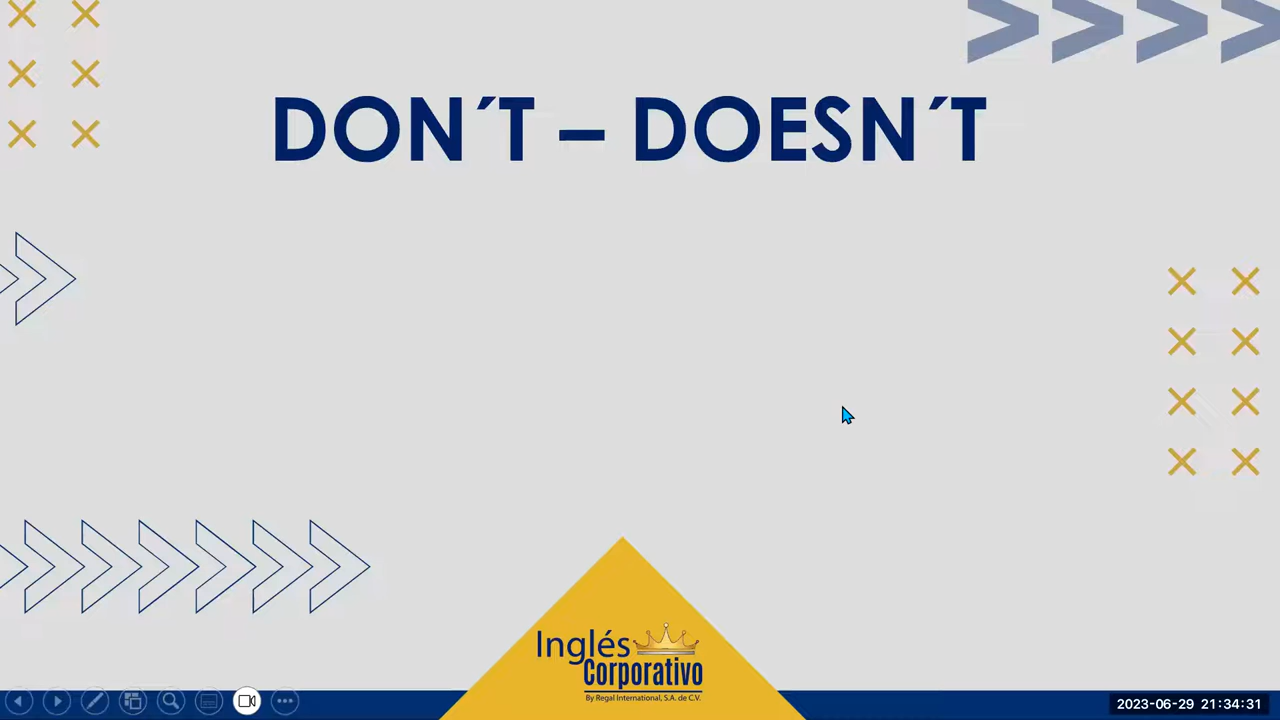 DON´T – DOESN´T
Inglés
Corporativo
By Regal International, S.A. de C.V.
2023-06-29 21:34:31